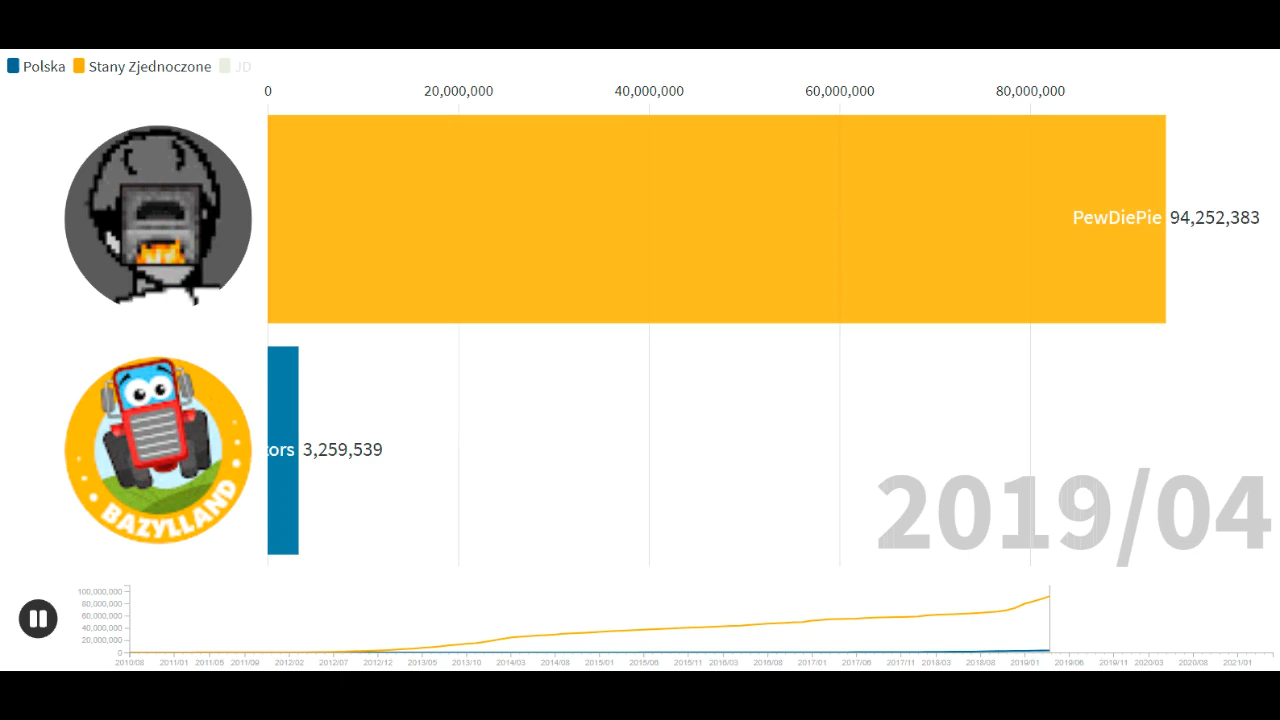 Polska Stany Zjednoczone JD
0 20,000,000 40,000,000 60,000,000 80,000,000
PewDiePie 94,252,383
BAZYLLAND
tors 3,259,539
2019/04
100,000,000
80,000,000
60,000,000
40,000,000
20,000,000
0
2010/08 2011/01 2011/05 2011/09 2012/02 2012/07 2012/12 2013/05 2013/10 2014/03 2014/08 2015/01 2015/06 2015/11 2016/03 2016/08 2017/01 2017/06 2017/11 2018/03 2018/08 2019/01 2019/06 2019/11 2020/03 2020/08 2021/01